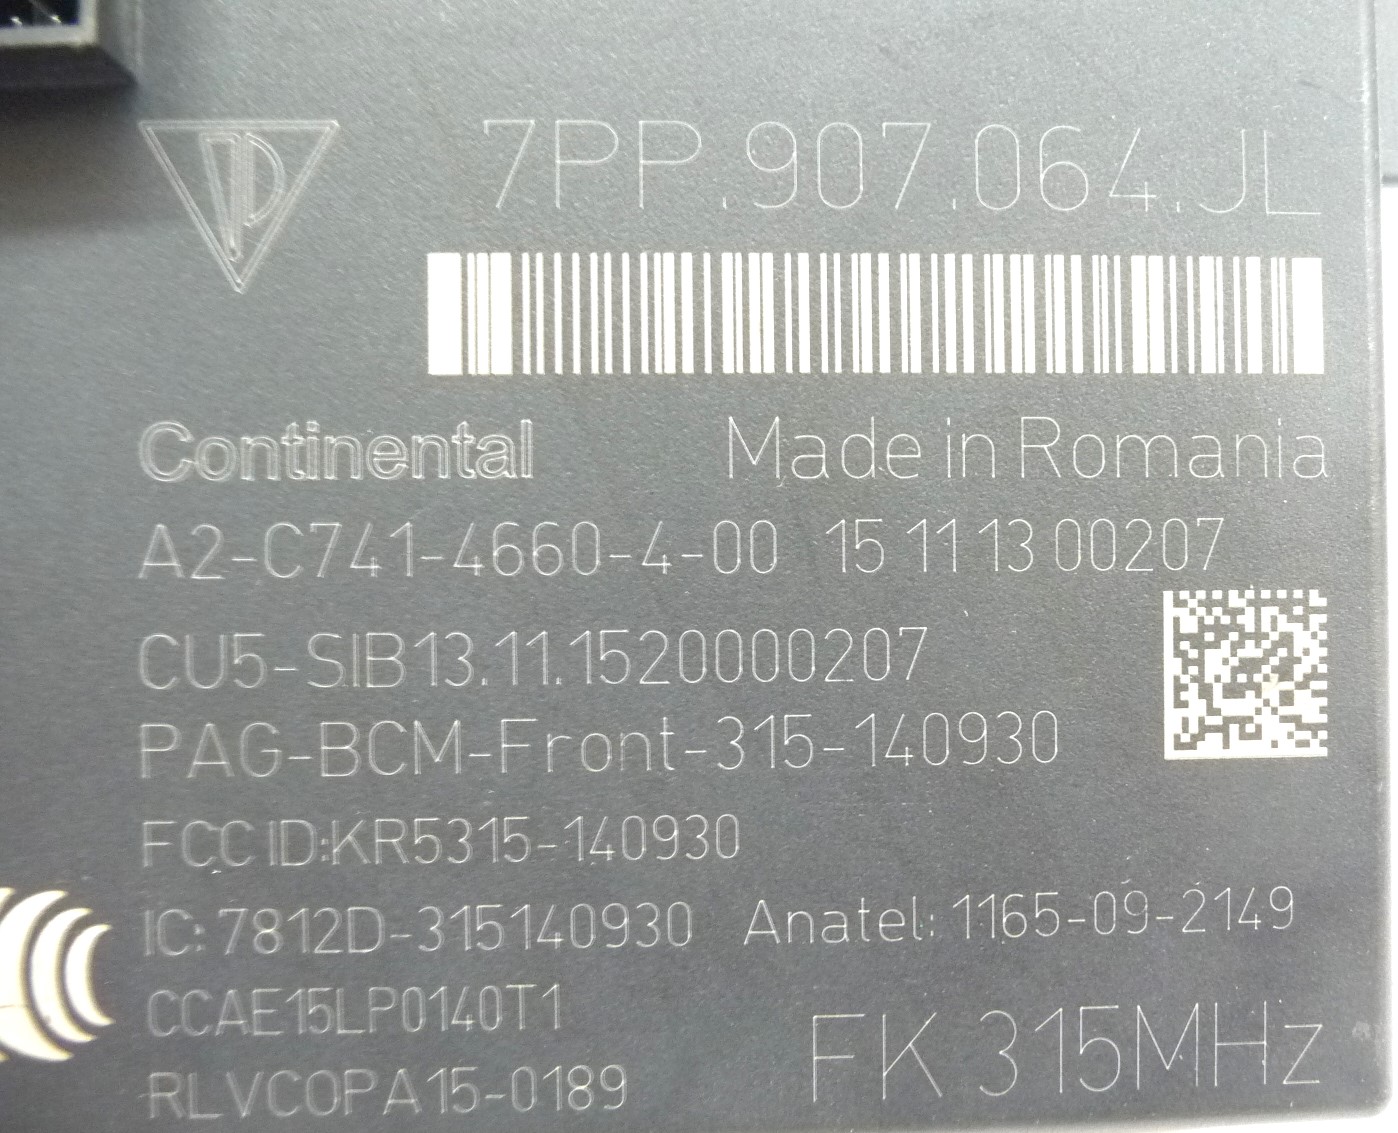 7PP.907.064.JL
Continental Made in Romania
A2-C741-4660-4-00 15 11 13 00207
CU5-SIB13.11.1520000207
PAG-BCM-Front-315-140930
FCC ID:KR5315-140930
IC: 7812D-315140930 Anatel: 1165-09-2149
CCAE15LP0140T1
FK 315MHz
RLVCOPA15-0189